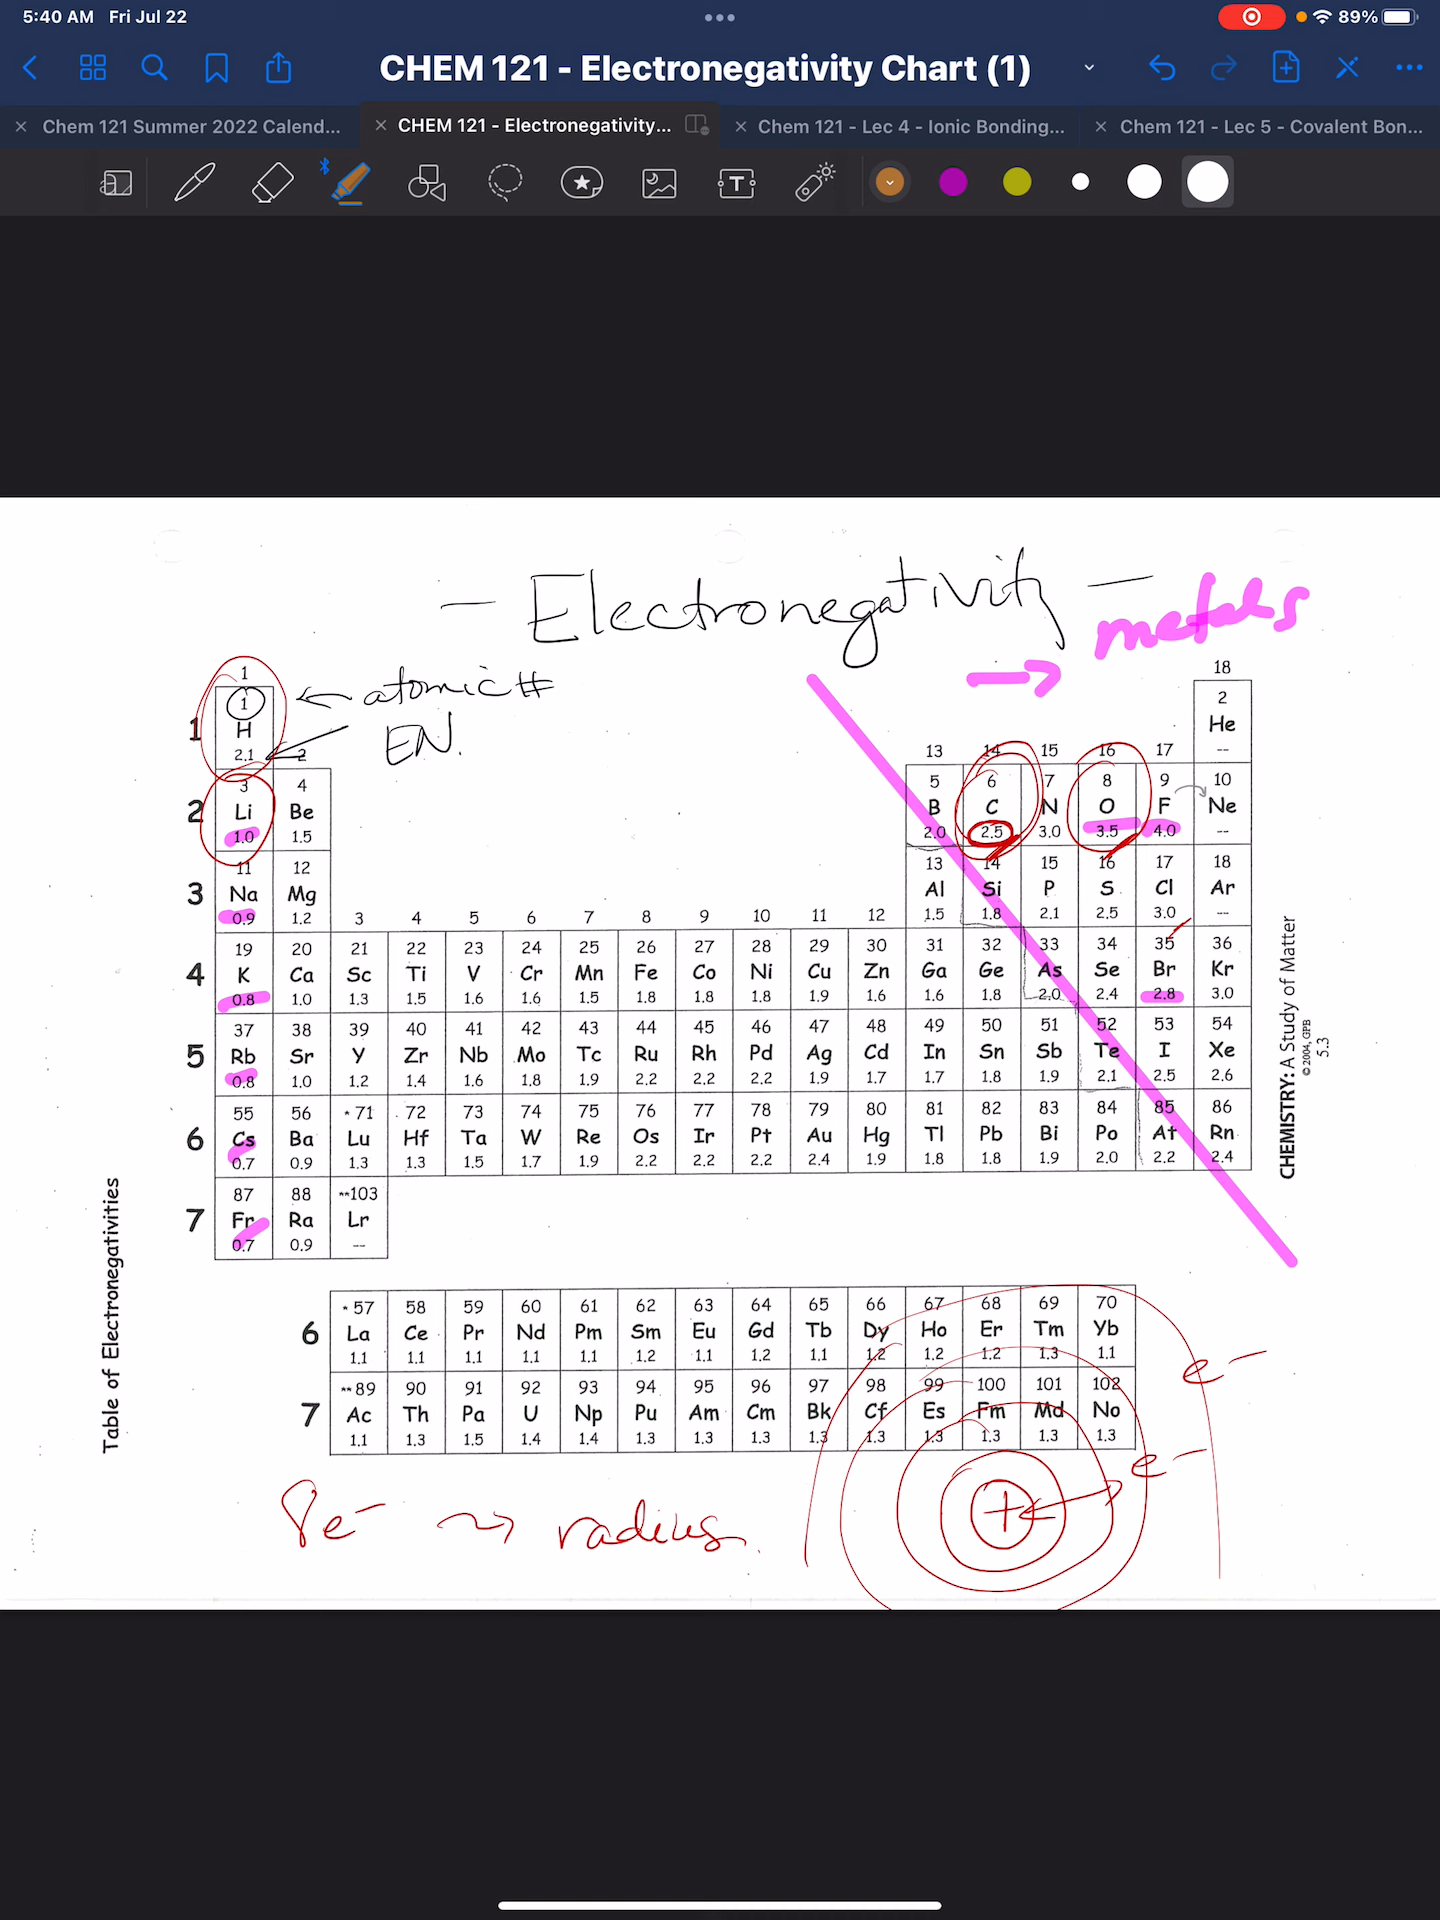 5:40 AM Fri Jul 22
89%
CHEM 121 - Electronegativity Chart (1)
Chem 121 Summer 2022 Calend...
CHEM 121 - Electronegativity...
Chem 121 - Lec 4 - Ionic Bonding...
Chem 121 - Lec 5 - Covalent Bon...
T
- Electronegativity -
metals
1 18
1 ← atomic # 2
1 H He
2.1 EN. --
2 13 14 15 16 17
3 4 5 6 7 8 9 10
2 Li Be B C N O F Ne
1.0 1.5 2.0 2.5 3.0 3.5 4.0 --
11 12 13 14 15 16 17 18
3 Na Mg Al Si P S Cl Ar
0.9 1.2 3 4 5 6 7 8 9 10 11 12 1.5 1.8 2.1 2.5 3.0 --
19 20 21 22 23 24 25 26 27 28 29 30 31 32 33 34 35 36
4 K Ca Sc Ti V Cr Mn Fe Co Ni Cu Zn Ga Ge As Se Br Kr
0.8 1.0 1.3 1.5 1.6 1.6 1.5 1.8 1.8 1.8 1.9 1.6 1.6 1.8 2.0 2.4 2.8 3.0
37 38 39 40 41 42 43 44 45 46 47 48 49 50 51 52 53 54
5 Rb Sr Y Zr Nb Mo Tc Ru Rh Pd Ag Cd In Sn Sb Te I Xe
0.8 1.0 1.2 1.4 1.6 1.8 1.9 2.2 2.2 2.2 1.9 1.7 1.7 1.8 1.9 2.1 2.5 2.6
55 56 *71 72 73 74 75 76 77 78 79 80 81 82 83 84 85 86
6 Cs Ba Lu Hf Ta W Re Os Ir Pt Au Hg Tl Pb Bi Po At Rn
0.7 0.9 1.3 1.3 1.5 1.7 1.9 2.2 2.2 2.2 2.4 1.9 1.8 1.8 1.9 2.0 2.2 2.4
87 88 **103
7 Fr Ra Lr
0.7 0.9 --
*57 58 59 60 61 62 63 64 65 66 67 68 69 70
6 La Ce Pr Nd Pm Sm Eu Gd Tb Dy Ho Er Tm Yb
1.1 1.1 1.1 1.1 1.1 1.2 1.1 1.2 1.1 1.2 1.2 1.2 1.3 1.1
**89 90 91 92 93 94 95 96 97 98 99 100 101 102
7 Ac Th Pa U Np Pu Am Cm Bk Cf Es Fm Md No
1.1 1.3 1.5 1.4 1.4 1.3 1.3 1.3 1.3 1.3 1.3 1.3 1.3 1.3
Table of Electronegativities
CHEMISTRY: A Study of Matter
© 2004, GPB
5.3
e-
e-
+
8e- radius.